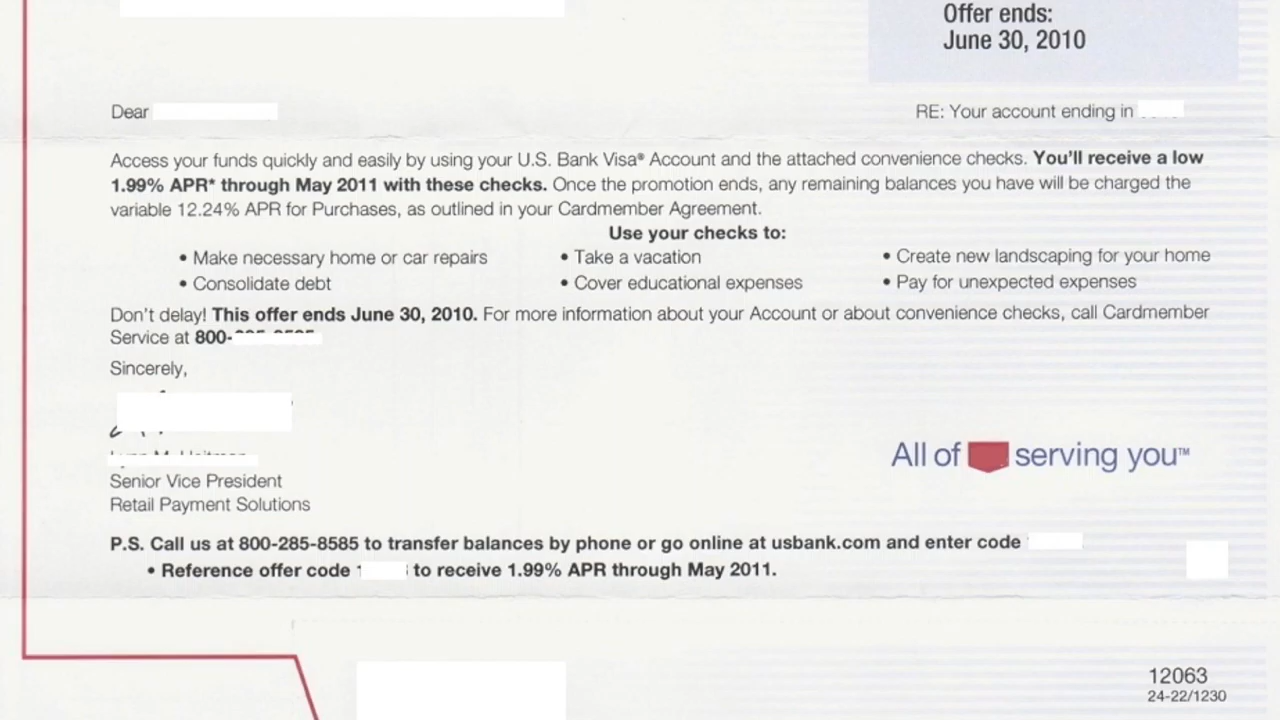 Offer ends:
June 30, 2010
Dear
RE: Your account ending in
Access your funds quickly and easily by using your U.S. Bank Visa® Account and the attached convenience checks. You'll receive a low
1.99% APR* through May 2011 with these checks. Once the promotion ends, any remaining balances you have will be charged the
variable 12.24% APR for Purchases, as outlined in your Cardmember Agreement.
Use your checks to:
• Make necessary home or car repairs
• Take a vacation
• Create new landscaping for your home
• Consolidate debt
• Cover educational expenses
• Pay for unexpected expenses
Don't delay! This offer ends June 30, 2010. For more information about your Account or about convenience checks, call Cardmember
Service at 800-
Sincerely,
Senior Vice President
Retail Payment Solutions
All of serving you™
P.S. Call us at 800-285-8585 to transfer balances by phone or go online at usbank.com and enter code
• Reference offer code to receive 1.99% APR through May 2011.
12063
24-22/1230